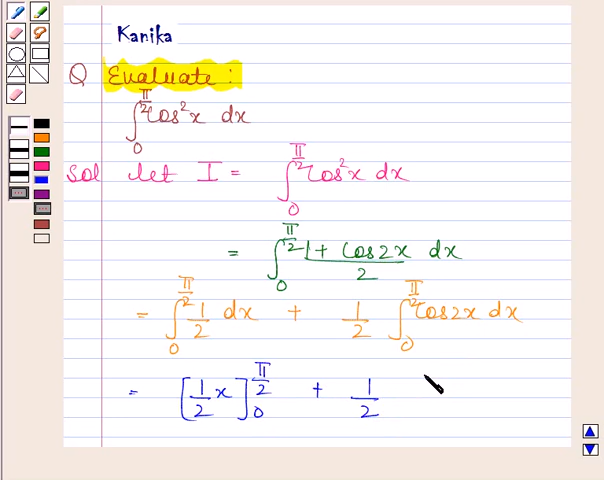 Kanika
Q Evaluate :
∫₀^{π/2} cos²x dx
Sol let I = ∫₀^{π/2} cos²x dx
= ∫₀^{π/2} (1 + cos2x)/2 dx
= ∫₀^{π/2} 1/2 dx + 1/2 ∫₀^{π/2} cos2x dx
= [1/2 x]₀^{π/2} + 1/2